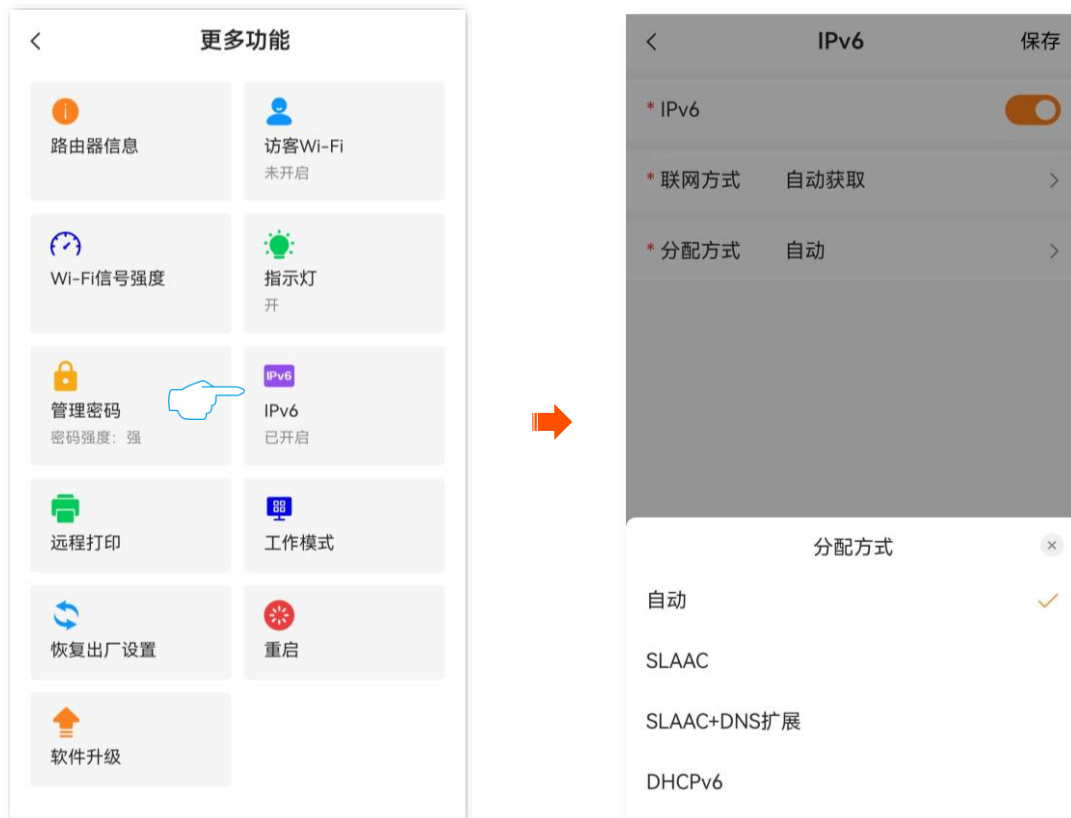 更多功能
路由器信息
访客Wi-Fi
未开启
Wi-Fi信号强度
指示灯
开
管理密码
密码强度：强
IPv6
IPv6
已开启
远程打印
工作模式
恢复出厂设置
重启
软件升级
IPv6
保存
* IPv6
* 联网方式 自动获取
* 分配方式 自动
分配方式
自动
SLAAC
SLAAC+DNS扩展
DHCPv6